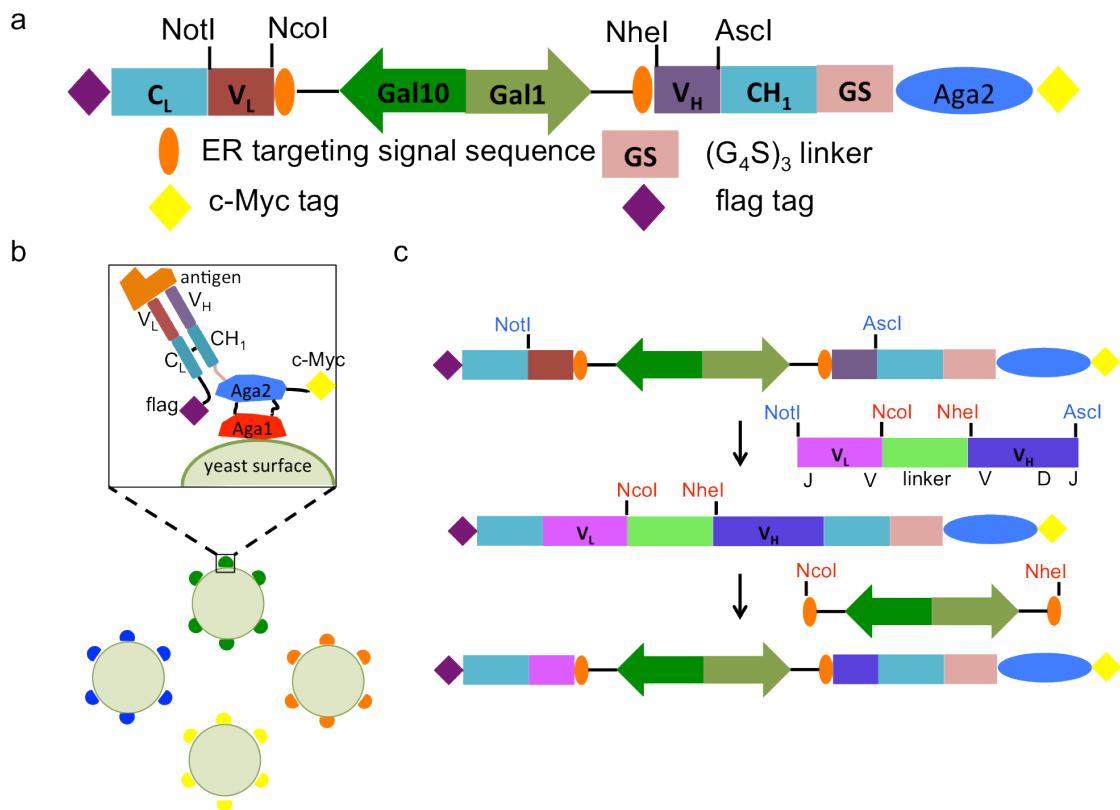 a
NotI NcoI NheI AscI
CL VL Gal10 Gal1 VH CH1 GS Aga2
ER targeting signal sequence GS (G4S)3 linker
c-Myc tag flag tag
b
antigen
VH
VL
CH1
CL
c-Myc
Aga2
flag
Aga1
yeast surface
c
NotI AscI
NotI NcoI NheI AscI
VL VH
J V linker V D J
NcoI NheI
VL VH
NcoI NheI